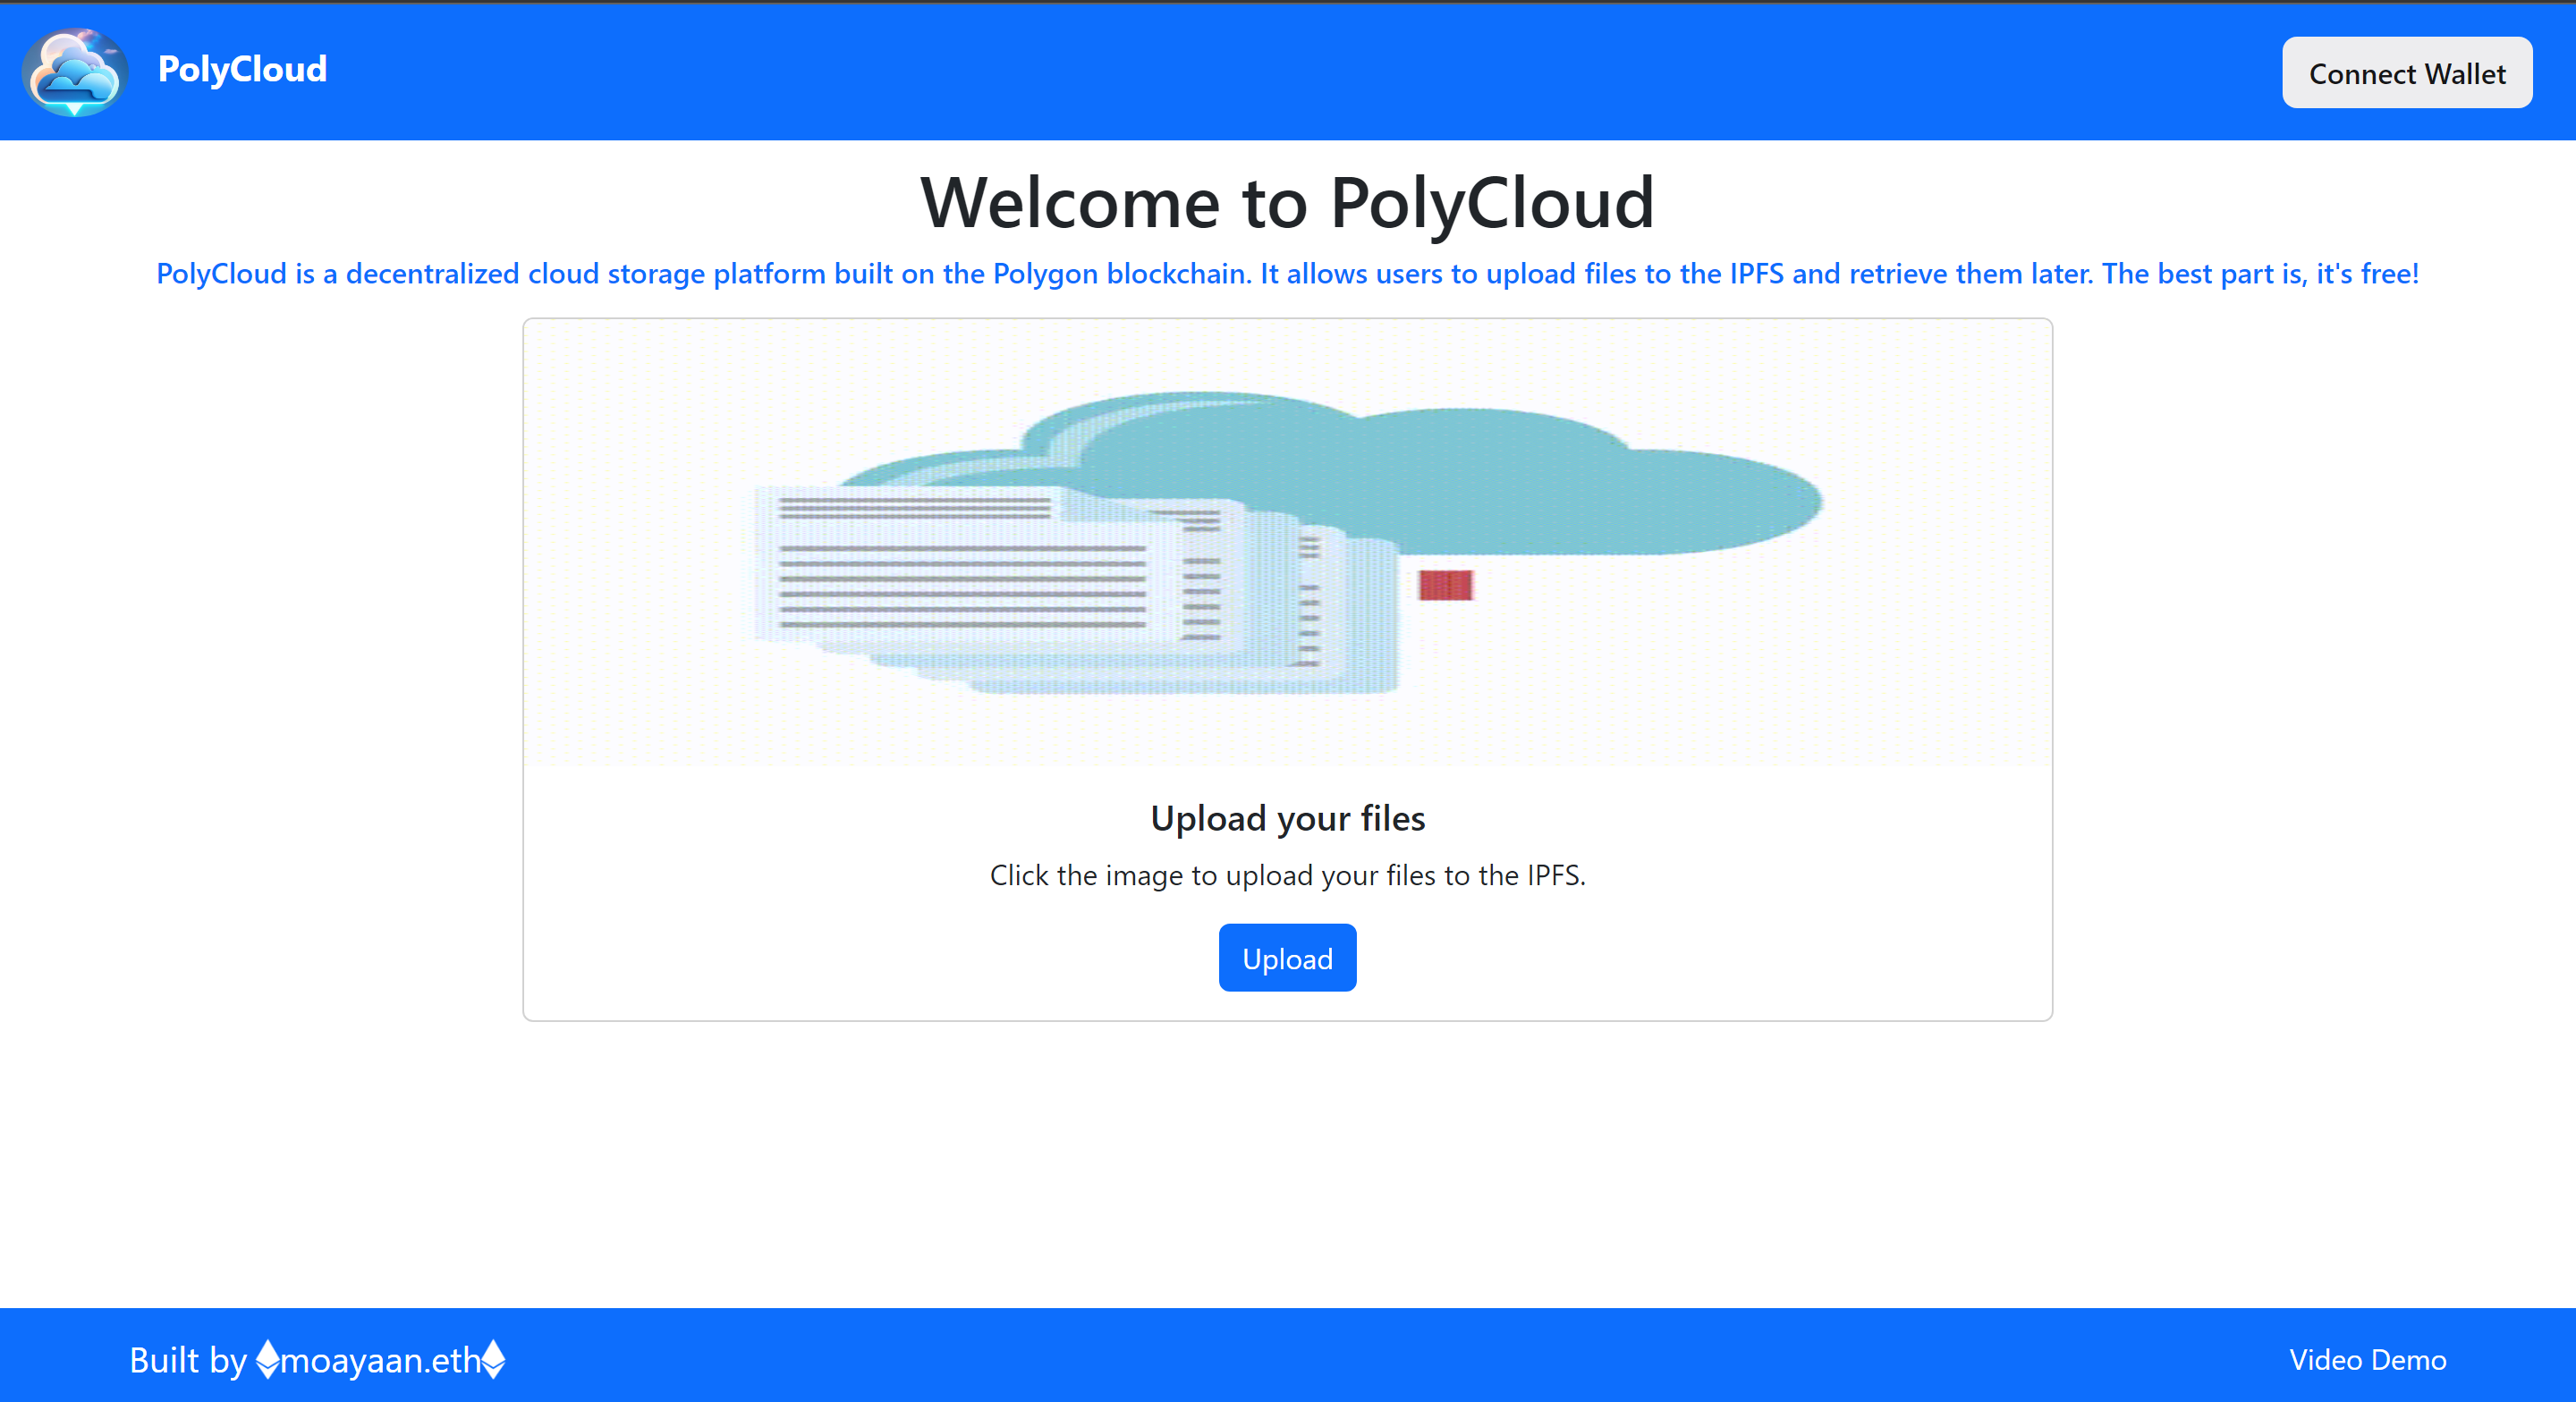 PolyCloud
Connect Wallet
Welcome to PolyCloud
PolyCloud is a decentralized cloud storage platform built on the Polygon blockchain. It allows users to upload files to the IPFS and retrieve them later. The best part is, it's free!
Upload your files
Click the image to upload your files to the IPFS.
Upload
Built by moayaan.eth
Video Demo